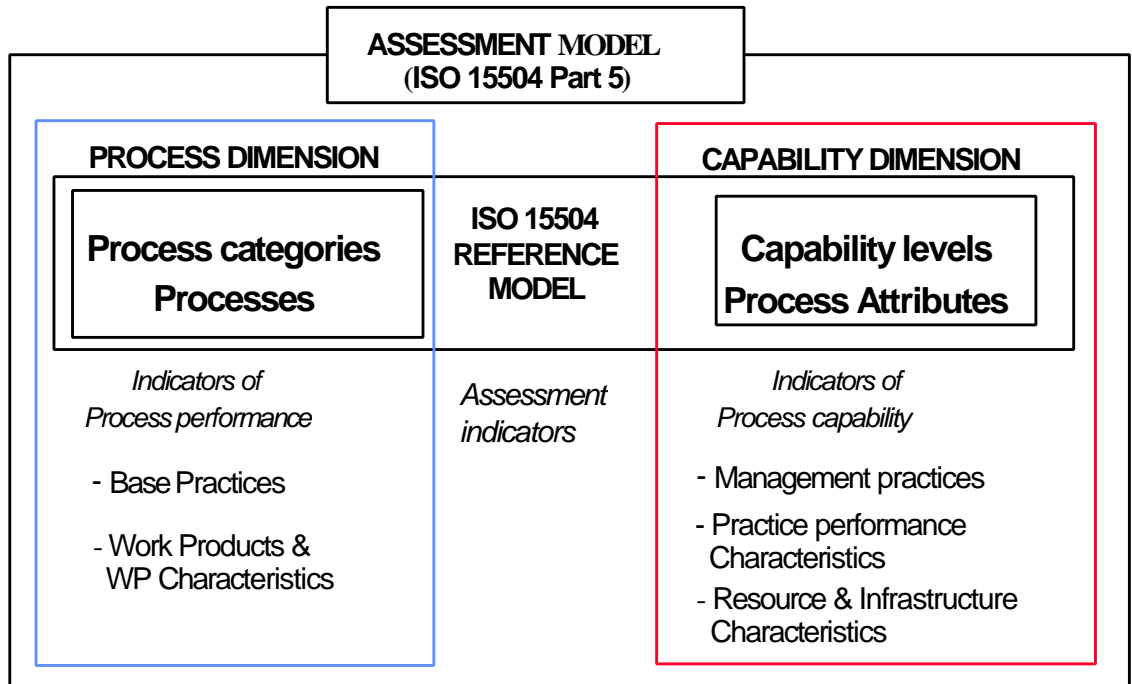 ASSESSMENT MODEL
(ISO 15504 Part 5)
PROCESS DIMENSION
Process categories
Processes
ISO 15504
REFERENCE
MODEL
CAPABILITY DIMENSION
Capability levels
Process Attributes
Indicators of
Process performance
- Base Practices
- Work Products &
WP Characteristics
Assessment
indicators
Indicators of
Process capability
- Management practices
- Practice performance
Characteristics
- Resource & Infrastructure
Characteristics